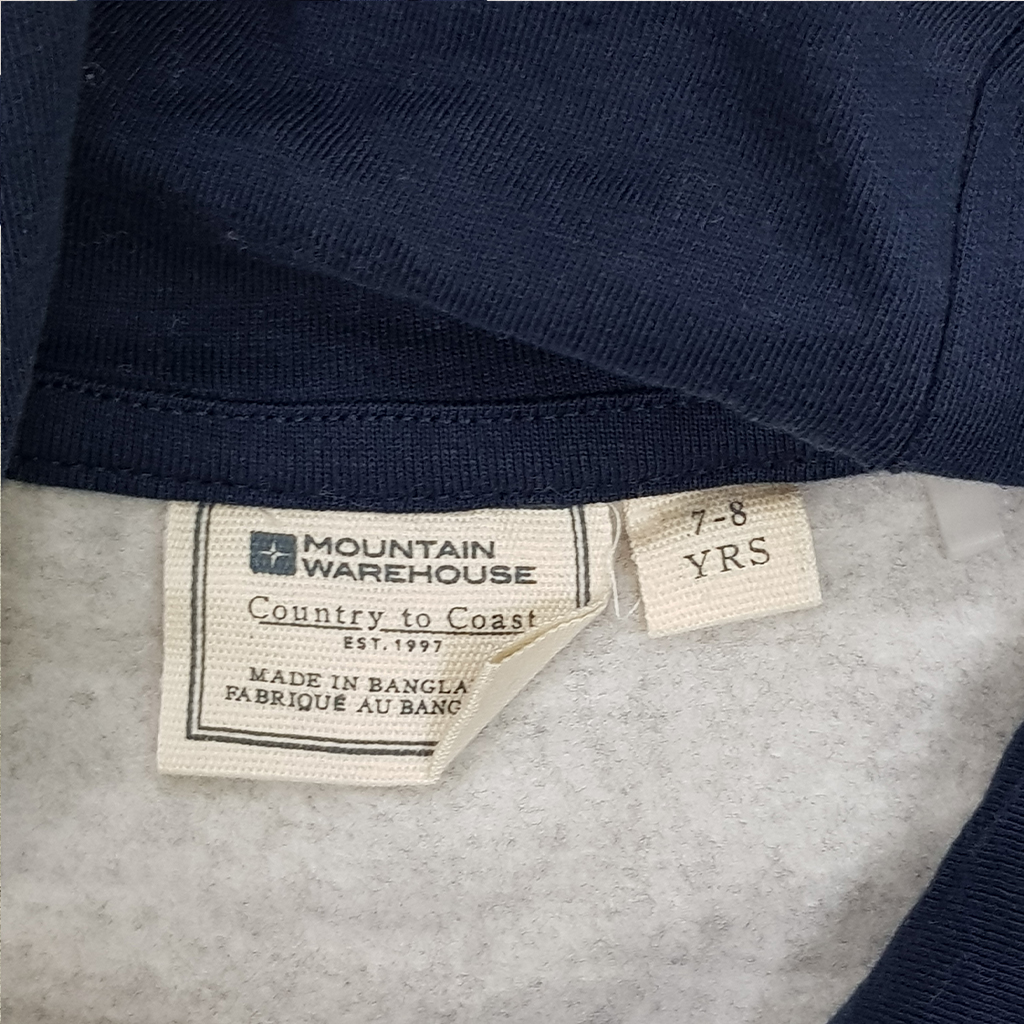 MOUNTAIN
WAREHOUSE
Country to Coast
EST. 1997
MADE IN BANGLA
FABRIQUÉ AU BANG
7-8
YRS